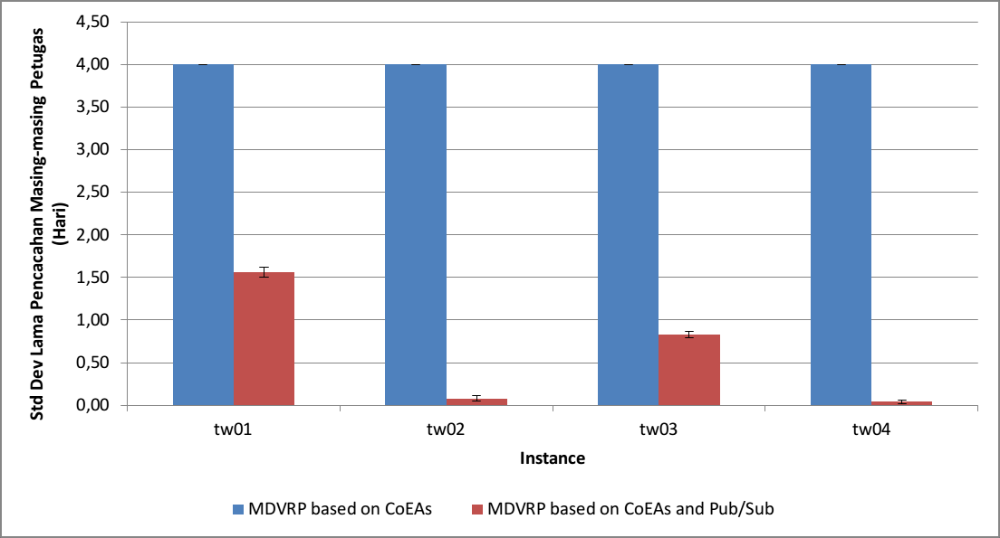 Std Dev Lama Pencacahan Masing-masing Petugas
(Hari)
4,50
4,00
3,50
3,00
2,50
2,00
1,50
1,00
0,50
0,00
tw01
tw02
tw03
tw04
Instance
MDVRP based on CoEAs
MDVRP based on CoEAs and Pub/Sub